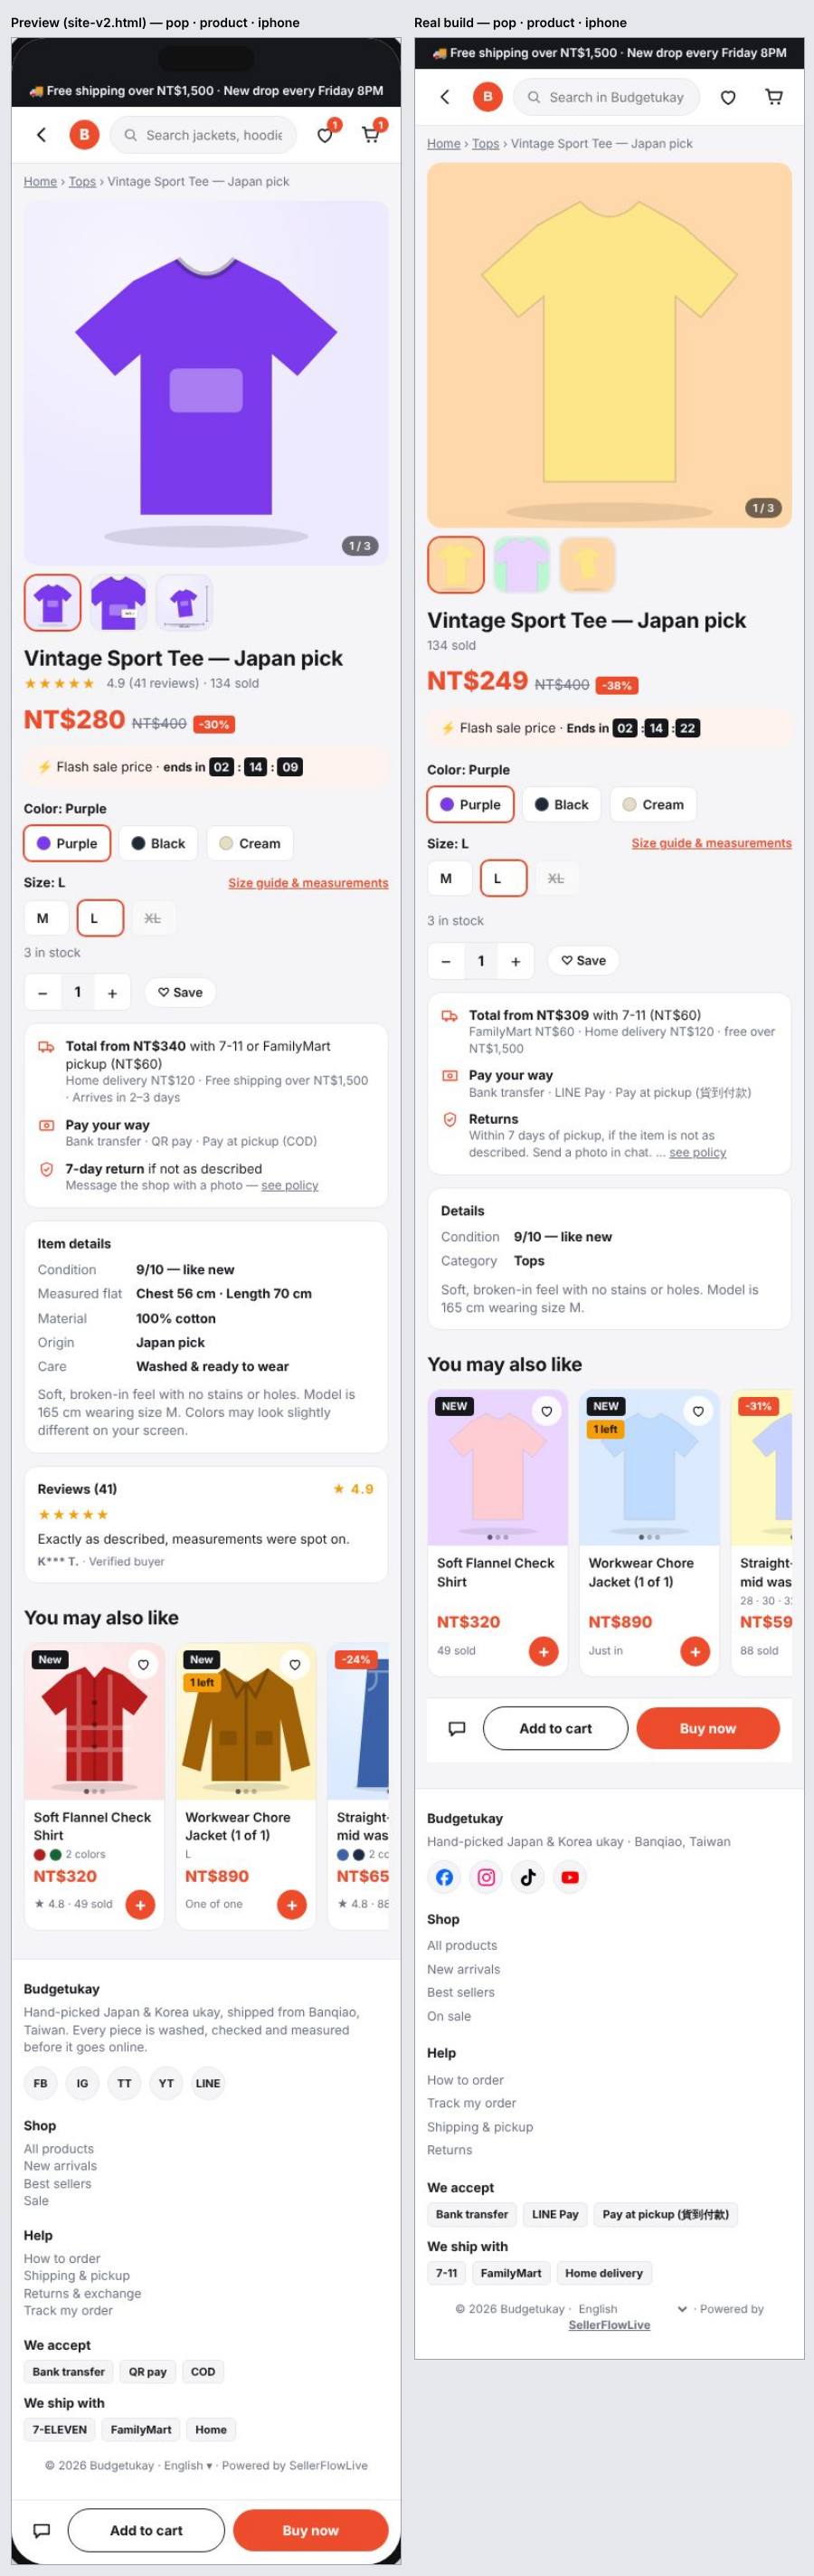 Preview (site-v2.html) — pop · product · iphone
🚚 Free shipping over NT$1,500 · New drop every Friday 8PM
B
Search jackets, hoodie
1
1
Home › Tops › Vintage Sport Tee — Japan pick
1 / 3
Vintage Sport Tee — Japan pick
★★★★★ 4.9 (41 reviews) · 134 sold
NT$280 NT$400 -30%
⚡ Flash sale price · ends in 02 : 14 : 09
Color: Purple
Purple
Black
Cream
Size: L
Size guide & measurements
M
L
XL
3 in stock
− 1 +
♡ Save
Total from NT$340 with 7-11 or FamilyMart
pickup (NT$60)
Home delivery NT$120 · Free shipping over NT$1,500
· Arrives in 2–3 days
Pay your way
Bank transfer · QR pay · Pay at pickup (COD)
7-day return if not as described
Message the shop with a photo — see policy
Item details
Condition 9/10 — like new
Measured flat Chest 56 cm · Length 70 cm
Material 100% cotton
Origin Japan pick
Care Washed & ready to wear
Soft, broken-in feel with no stains or holes. Model is
165 cm wearing size M. Colors may look slightly
different on your screen.
Reviews (41) ★ 4.9
★★★★★
Exactly as described, measurements were spot on.
K*** T. · Verified buyer
You may also like
New
Soft Flannel Check
Shirt
2 colors
NT$320
★ 4.8 · 49 sold
+
New
1 left
Workwear Chore
Jacket (1 of 1)
L
NT$890
One of one
+
-24%
Straight-
mid was
2 co
NT$65
★ 4.8 · 88
Budgetukay
Hand-picked Japan & Korea ukay, shipped from Banqiao,
Taiwan. Every piece is washed, checked and measured
before it goes online.
FB IG TT YT LINE
Shop
All products
New arrivals
Best sellers
Sale
Help
How to order
Shipping & pickup
Returns & exchange
Track my order
We accept
Bank transfer QR pay COD
We ship with
7-ELEVEN FamilyMart Home
© 2026 Budgetukay · English ▾ · Powered by SellerFlowLive
Add to cart
Buy now
Real build — pop · product · iphone
🚚 Free shipping over NT$1,500 · New drop every Friday 8PM
B
Search in Budgetukay
Home › Tops › Vintage Sport Tee — Japan pick
1 / 3
Vintage Sport Tee — Japan pick
134 sold
NT$249 NT$400 -38%
⚡ Flash sale price · Ends in 02 : 14 : 22
Color: Purple
Purple
Black
Cream
Size: L
Size guide & measurements
M
L
XL
3 in stock
− 1 +
♡ Save
Total from NT$309 with 7-11 (NT$60)
FamilyMart NT$60 · Home delivery NT$120 · free over
NT$1,500
Pay your way
Bank transfer · LINE Pay · Pay at pickup (貨到付款)
Returns
Within 7 days of pickup, if the item is not as
described. Send a photo in chat. ... see policy
Details
Condition 9/10 — like new
Category Tops
Soft, broken-in feel with no stains or holes. Model is
165 cm wearing size M.
You may also like
NEW
Soft Flannel Check
Shirt
NT$320
49 sold
+
NEW
1 left
Workwear Chore
Jacket (1 of 1)
NT$890
Just in
+
-31%
Straight-
mid was
28 · 30 · 3
NT$59
88 sold
Add to cart
Buy now
Budgetukay
Hand-picked Japan & Korea ukay · Banqiao, Taiwan
Shop
All products
New arrivals
Best sellers
On sale
Help
How to order
Track my order
Shipping & pickup
Returns
We accept
Bank transfer LINE Pay Pay at pickup (貨到付款)
We ship with
7-11 FamilyMart Home delivery
© 2026 Budgetukay · English · Powered by
SellerFlowLive